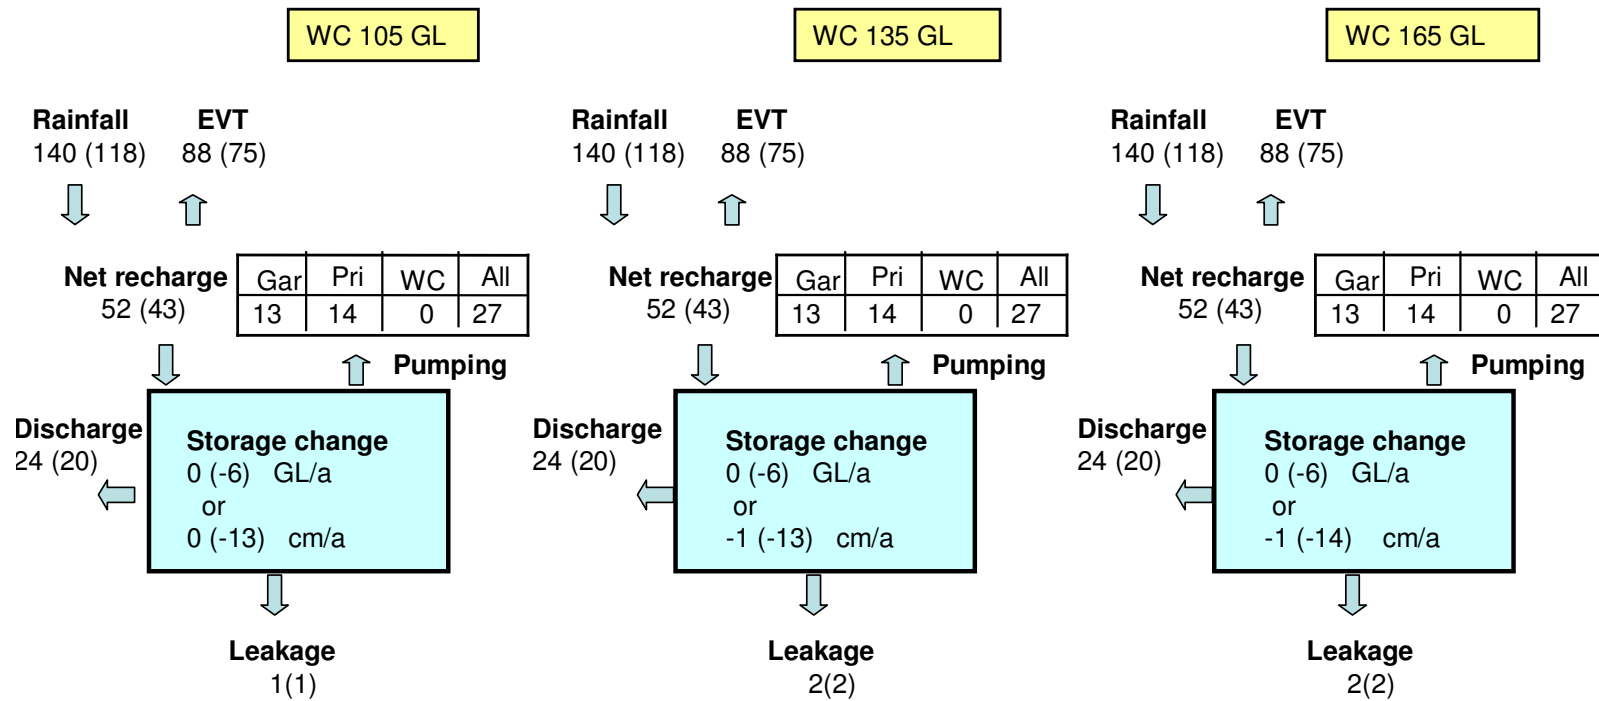 WC 105 GL
WC 135 GL
WC 165 GL
Rainfall EVT
140 (118) 88 (75)
Net recharge
52 (43)
Gar Pri WC All
13 14 0 27
Pumping
Discharge
24 (20)
Storage change
0 (-6) GL/a
or
0 (-13) cm/a
Leakage
1(1)
Rainfall EVT
140 (118) 88 (75)
Net recharge
52 (43)
Gar Pri WC All
13 14 0 27
Pumping
Discharge
24 (20)
Storage change
0 (-6) GL/a
or
-1 (-13) cm/a
Leakage
2(2)
Rainfall EVT
140 (118) 88 (75)
Net recharge
52 (43)
Gar Pri WC All
13 14 0 27
Pumping
Discharge
24 (20)
Storage change
0 (-6) GL/a
or
-1 (-14) cm/a
Leakage
2(2)